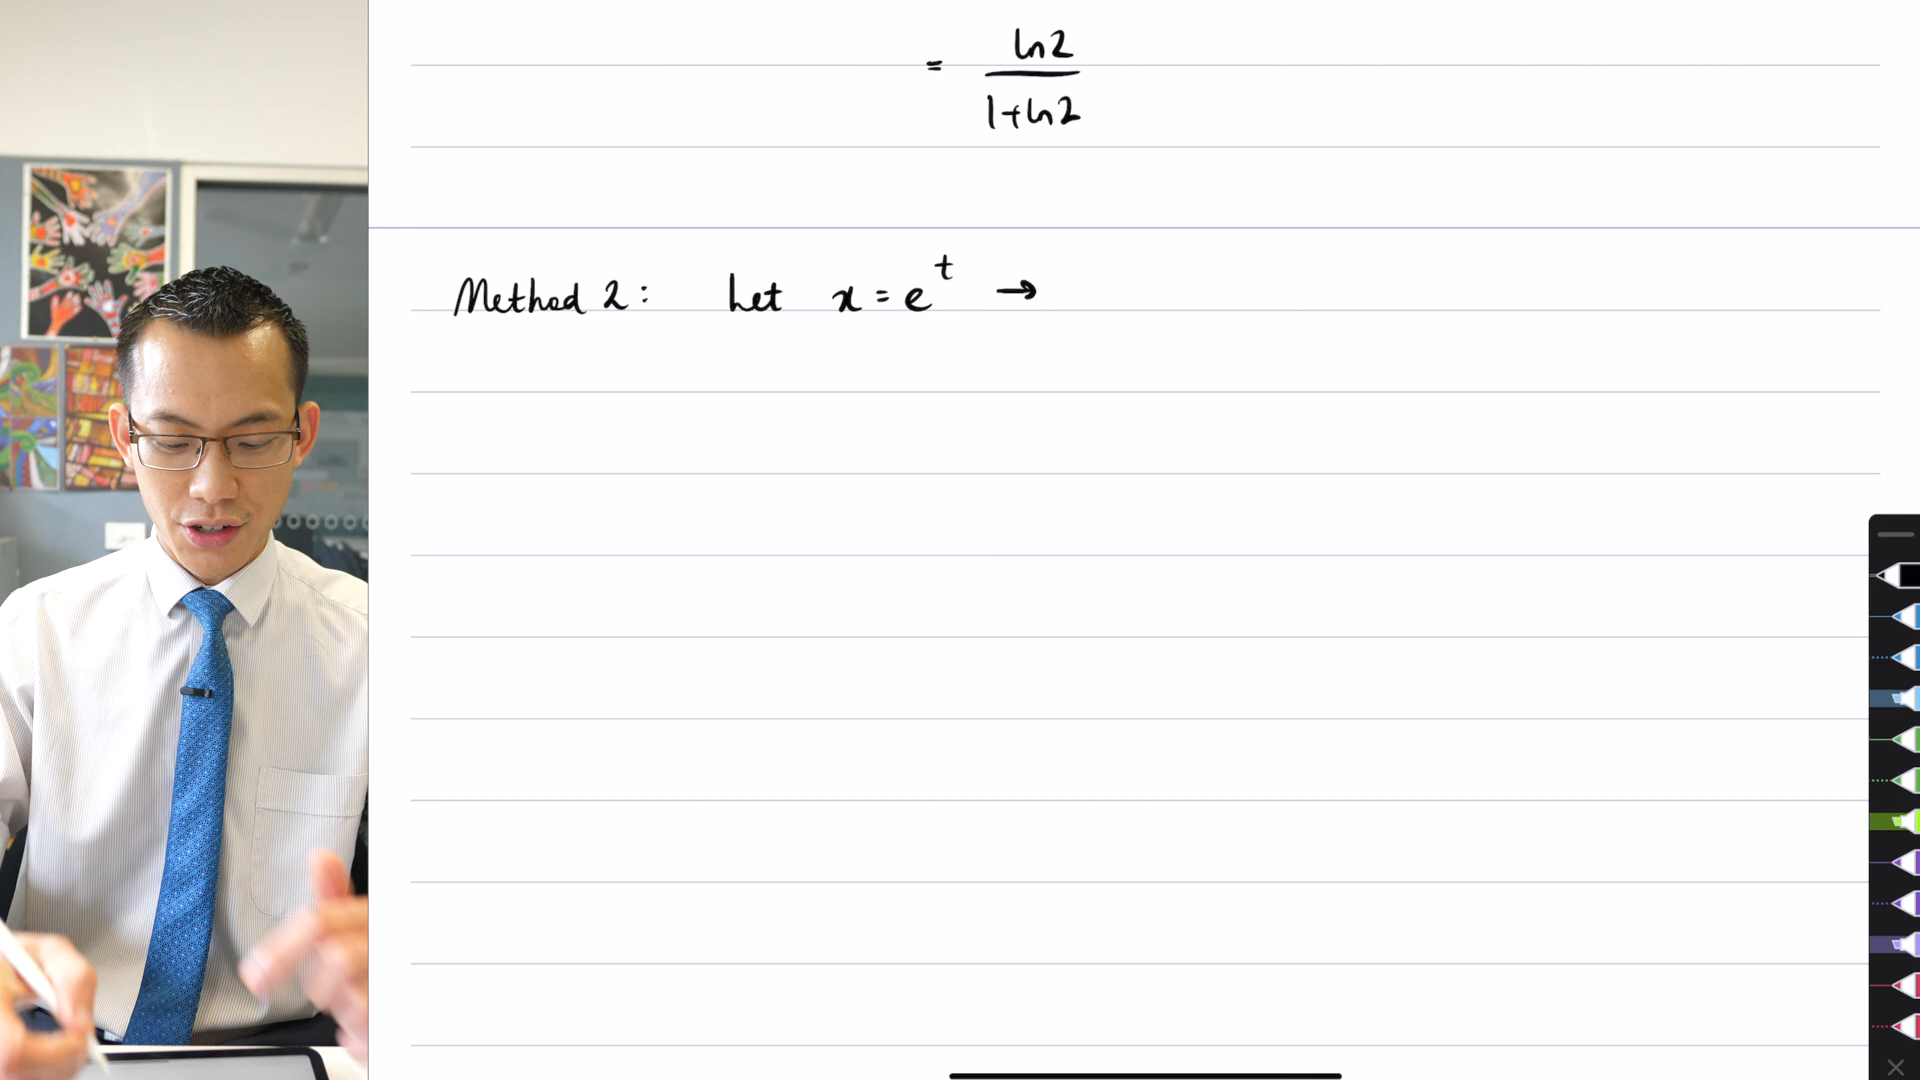 = ln2 / 1+ln2
Method 2: Let x = e^t →